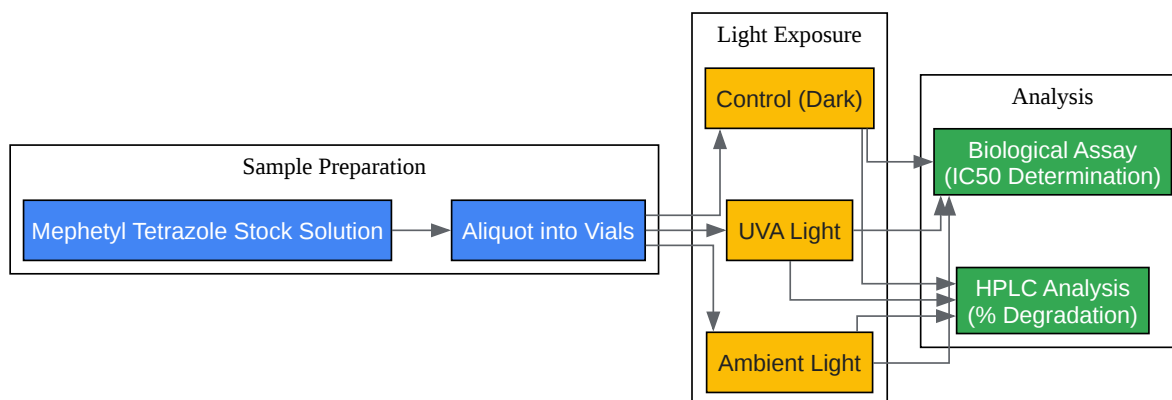 Sample Preparation
Mephetyl Tetrazole Stock Solution
Aliquot into Vials
Light Exposure
Control (Dark)
UVA Light
Ambient Light
Analysis
Biological Assay
(IC50 Determination)
HPLC Analysis
(% Degradation)